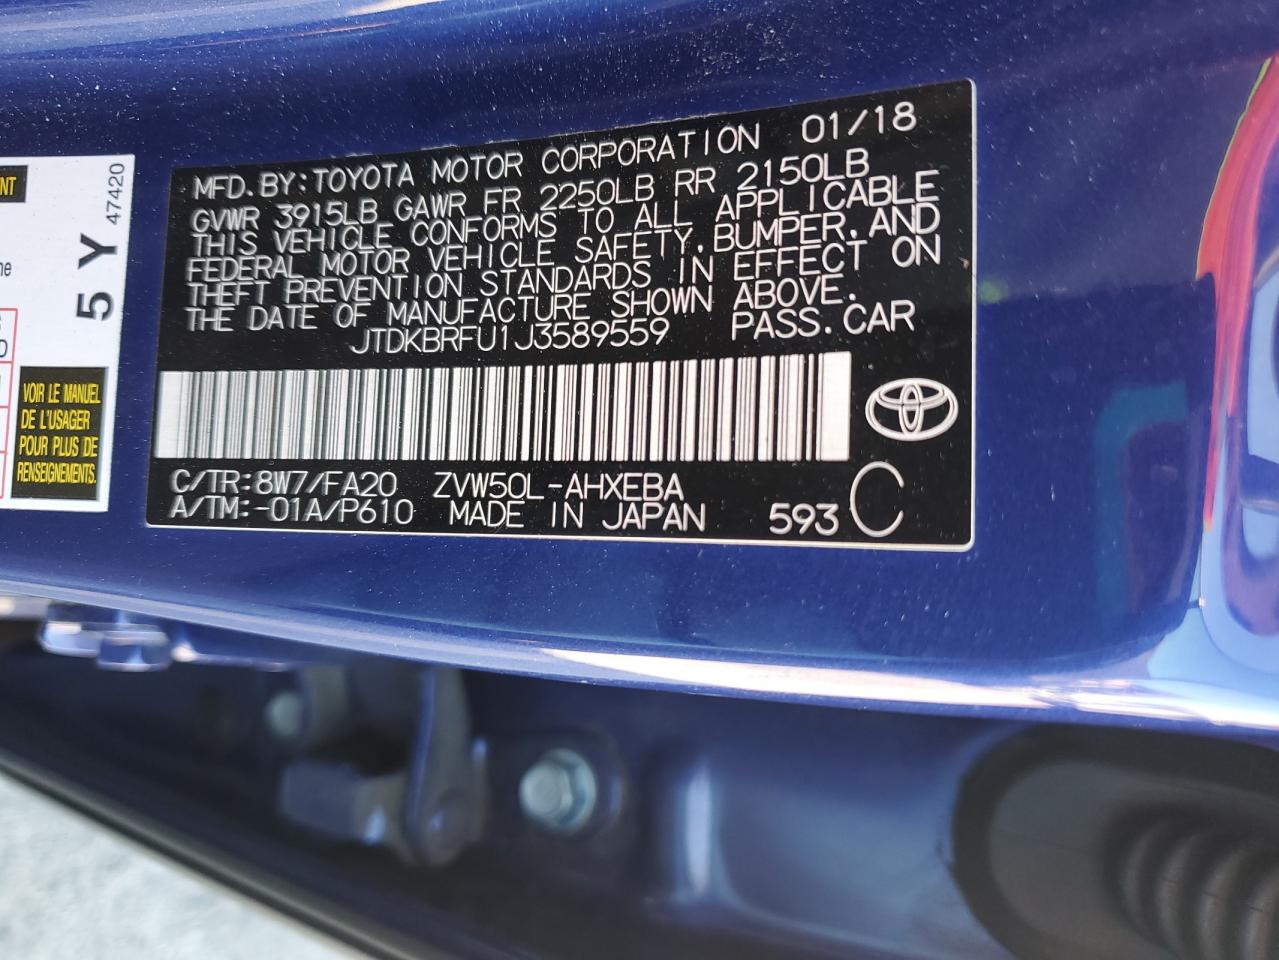 MFD.BY:TOYOTA MOTOR CORPORATION 01/18
GVWR 3915LB GAWR FR 2250LB RR 2150LB
THIS VEHICLE CONFORMS TO ALL APPLICABLE
FEDERAL MOTOR VEHICLE SAFETY,BUMPER,AND
THEFT PREVENTION STANDARDS IN EFFECT ON
THE DATE OF MANUFACTURE SHOWN ABOVE.
JTDKBRFU1J3589559 PASS.CAR
C/TR:8W7/FA20 ZVW50L-AHXEBA
A/TM:-01A/P610 MADE IN JAPAN 593 C
5Y 47420
VOIR LE MANUEL
DE L'USAGER
POUR PLUS DE
RENSEIGNEMENTS.